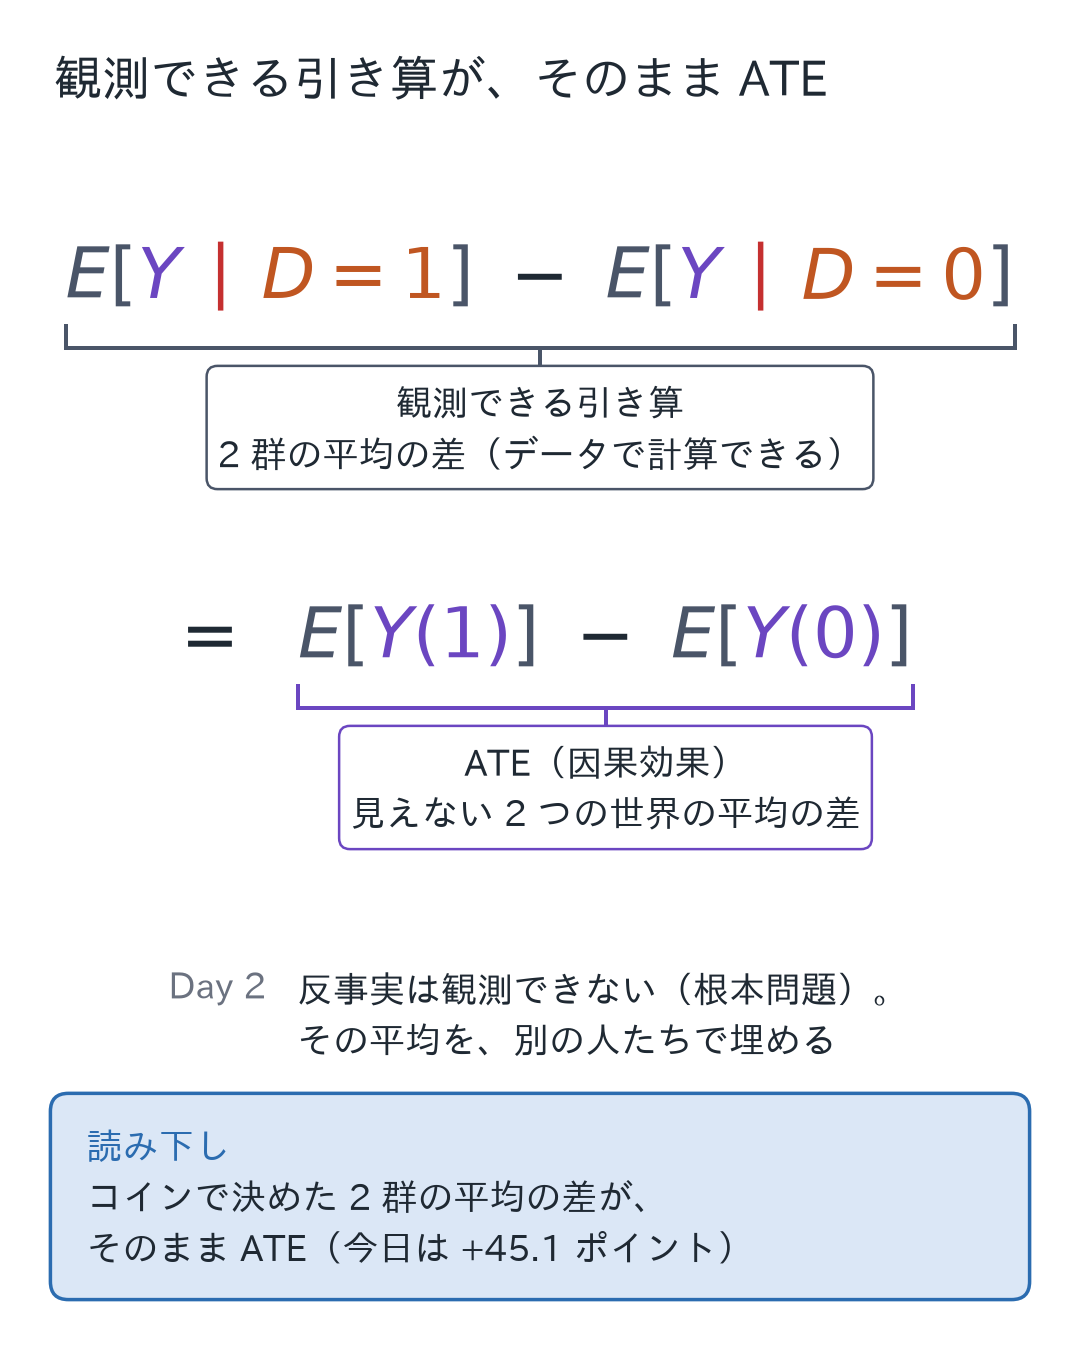 観測できる引き算が、そのまま ATE
E[Y | D = 1] − E[Y | D = 0]
観測できる引き算
2 群の平均の差（データで計算できる）
= E[Y(1)] − E[Y(0)]
ATE（因果効果）
見えない 2 つの世界の平均の差
Day 2 反事実は観測できない（根本問題）。
その平均を、別の人たちで埋める
読み下し
コインで決めた 2 群の平均の差が、
そのまま ATE（今日は +45.1 ポイント）